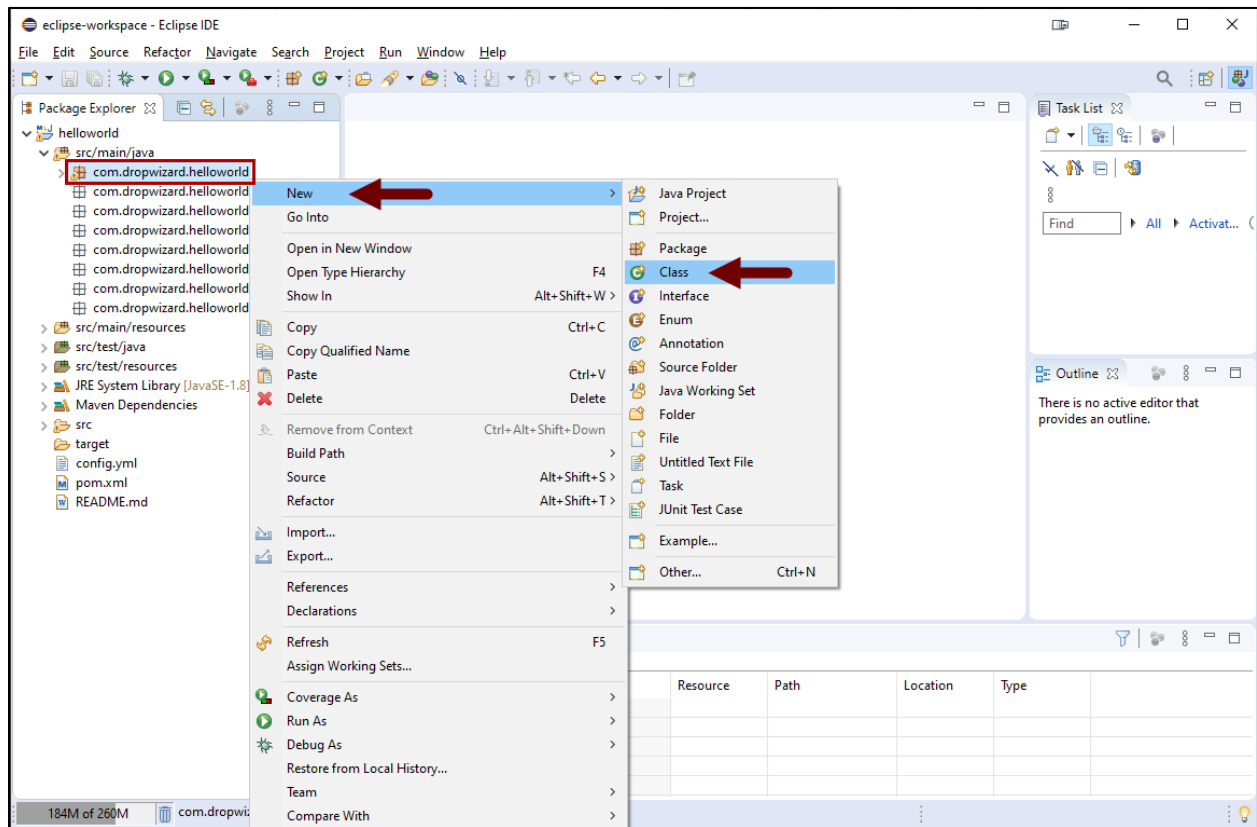 eclipse-workspace - Eclipse IDE
File Edit Source Refactor Navigate Search Project Run Window Help
Package Explorer
helloworld
src/main/java
com.dropwizard.helloworld
com.dropwizard.helloworld
com.dropwizard.helloworld
com.dropwizard.helloworld
com.dropwizard.helloworld
com.dropwizard.helloworld
com.dropwizard.helloworld
com.dropwizard.helloworld
src/main/resources
src/test/java
src/test/resources
JRE System Library [JavaSE-1.8]
Maven Dependencies
src
target
config.yml
pom.xml
README.md
New
Go Into
Open in New Window
Open Type Hierarchy F4
Show In Alt+Shift+W >
Copy Ctrl+C
Copy Qualified Name
Paste Ctrl+V
Delete Delete
Remove from Context Ctrl+Alt+Shift+Down
Build Path
Source Alt+Shift+S >
Refactor Alt+Shift+T >
Import...
Export...
References
Declarations
Refresh F5
Assign Working Sets...
Coverage As
Run As
Debug As
Restore from Local History...
Team
Compare With
Java Project
Project...
Package
Class
Interface
Enum
Annotation
Source Folder
Java Working Set
Folder
File
Untitled Text File
Task
JUnit Test Case
Example...
Other... Ctrl+N
Task List
Find All Activat...
Outline
There is no active editor that
provides an outline.
Resource Path Location Type
184M of 260M com.dropwi